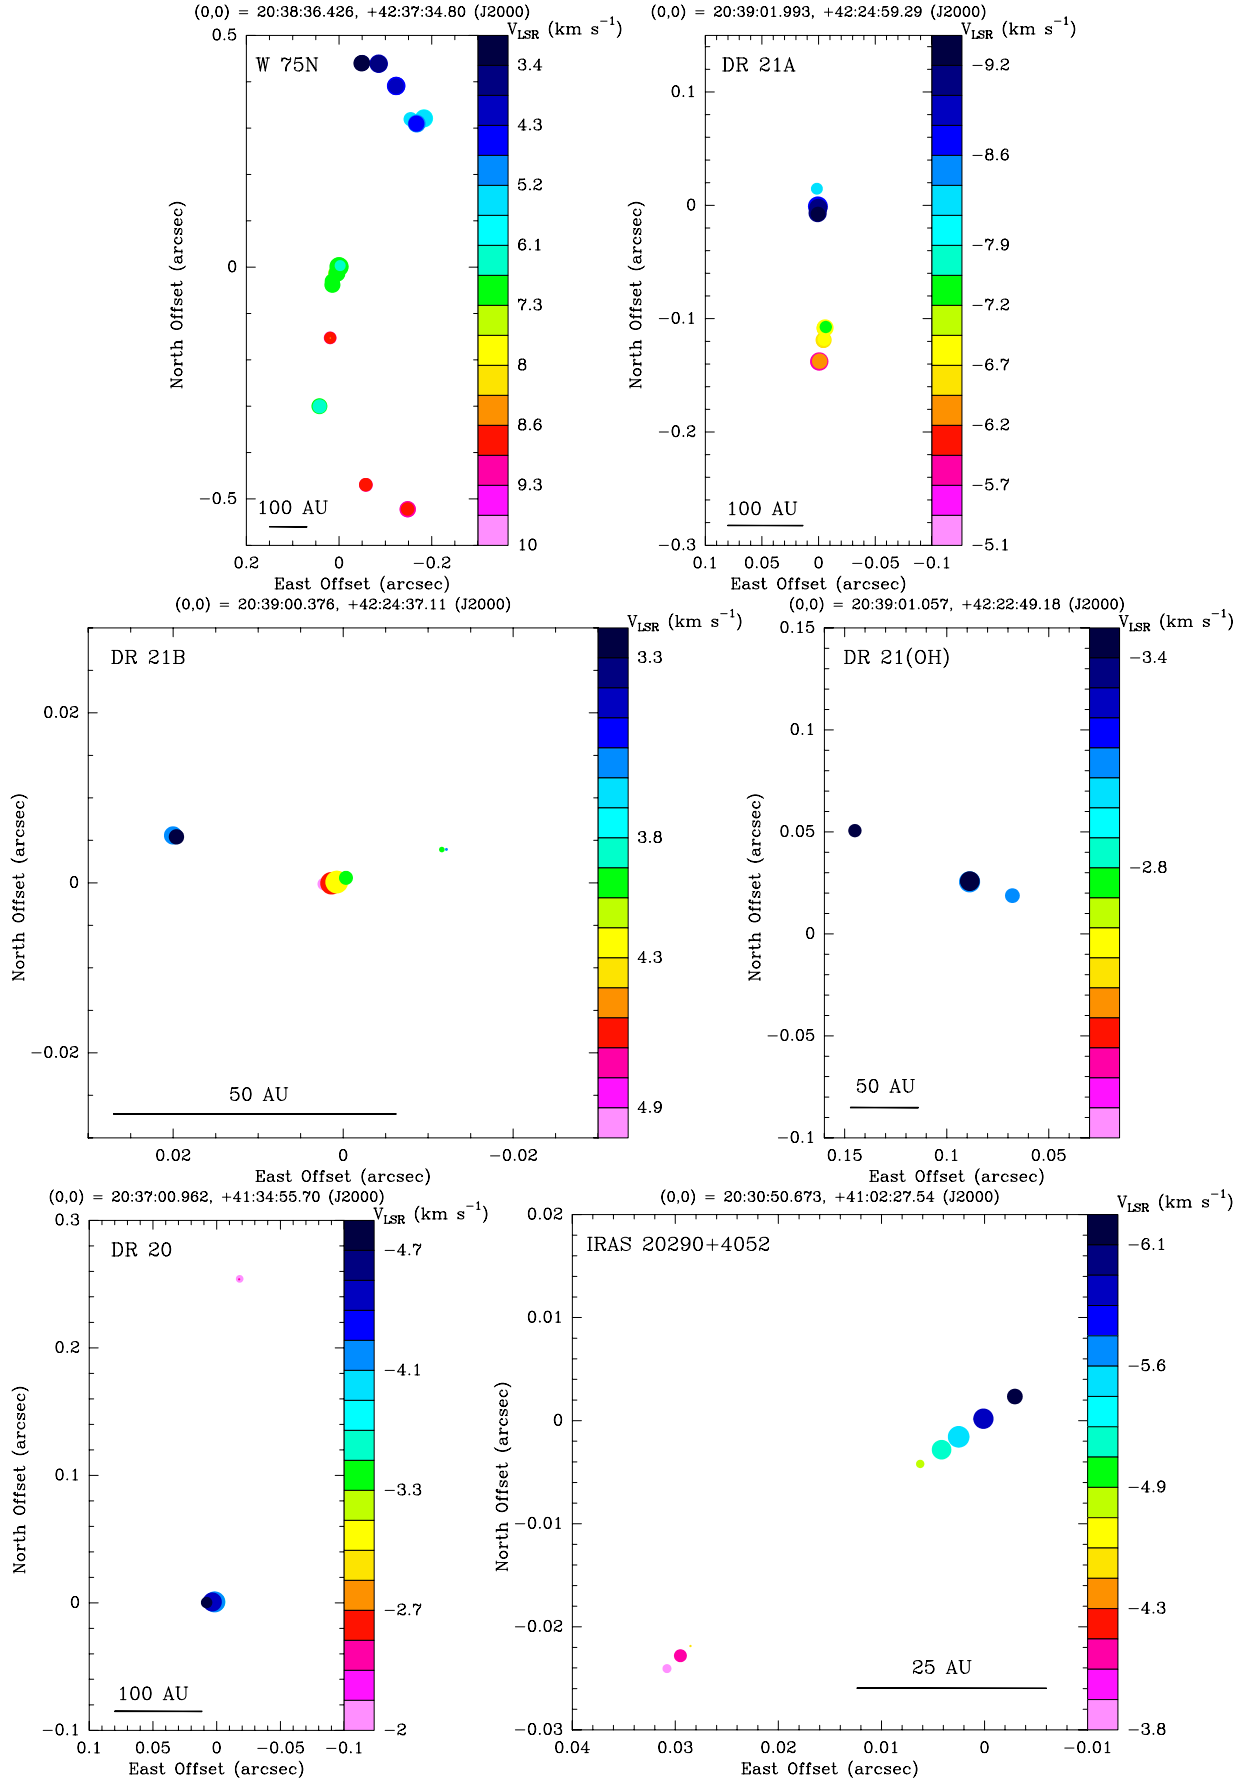 (0,0) = 20:38:36.426, +42:37:34.80 (J2000)
V_LSR (km s⁻¹)
W 75N
0.5
0
−0.5
3.4
4.3
5.2
6.1
7.3
8
8.6
9.3
10
100 AU
0.2 0 −0.2
North Offset (arcsec)
East Offset (arcsec)
(0,0) = 20:39:01.993, +42:24:59.29 (J2000)
V_LSR (km s⁻¹)
DR 21A
0.1
0
−0.1
−0.2
−0.3
−9.2
−8.6
−7.9
−7.2
−6.7
−6.2
−5.7
−5.1
100 AU
0.1 0.05 0 −0.05 −0.1
North Offset (arcsec)
East Offset (arcsec)
(0,0) = 20:39:00.376, +42:24:37.11 (J2000)
V_LSR (km s⁻¹)
DR 21B
0.02
0
−0.02
3.3
3.8
4.3
4.9
50 AU
0.02 0 −0.02
North Offset (arcsec)
East Offset (arcsec)
(0,0) = 20:39:01.057, +42:22:49.18 (J2000)
V_LSR (km s⁻¹)
DR 21(OH)
0.15
0.1
0.05
0
−0.05
−0.1
−3.4
−2.8
50 AU
0.15 0.1 0.05
North Offset (arcsec)
East Offset (arcsec)
(0,0) = 20:37:00.962, +41:34:55.70 (J2000)
V_LSR (km s⁻¹)
DR 20
0.3
0.2
0.1
0
−0.1
−4.7
−4.1
−3.3
−2.7
−2
100 AU
0.1 0.05 0 −0.05 −0.1
North Offset (arcsec)
East Offset (arcsec)
(0,0) = 20:30:50.673, +41:02:27.54 (J2000)
V_LSR (km s⁻¹)
IRAS 20290+4052
0.02
0.01
0
−0.01
−0.02
−0.03
−6.1
−5.6
−4.9
−4.3
−3.8
25 AU
0.04 0.03 0.02 0.01 0 −0.01
North Offset (arcsec)
East Offset (arcsec)